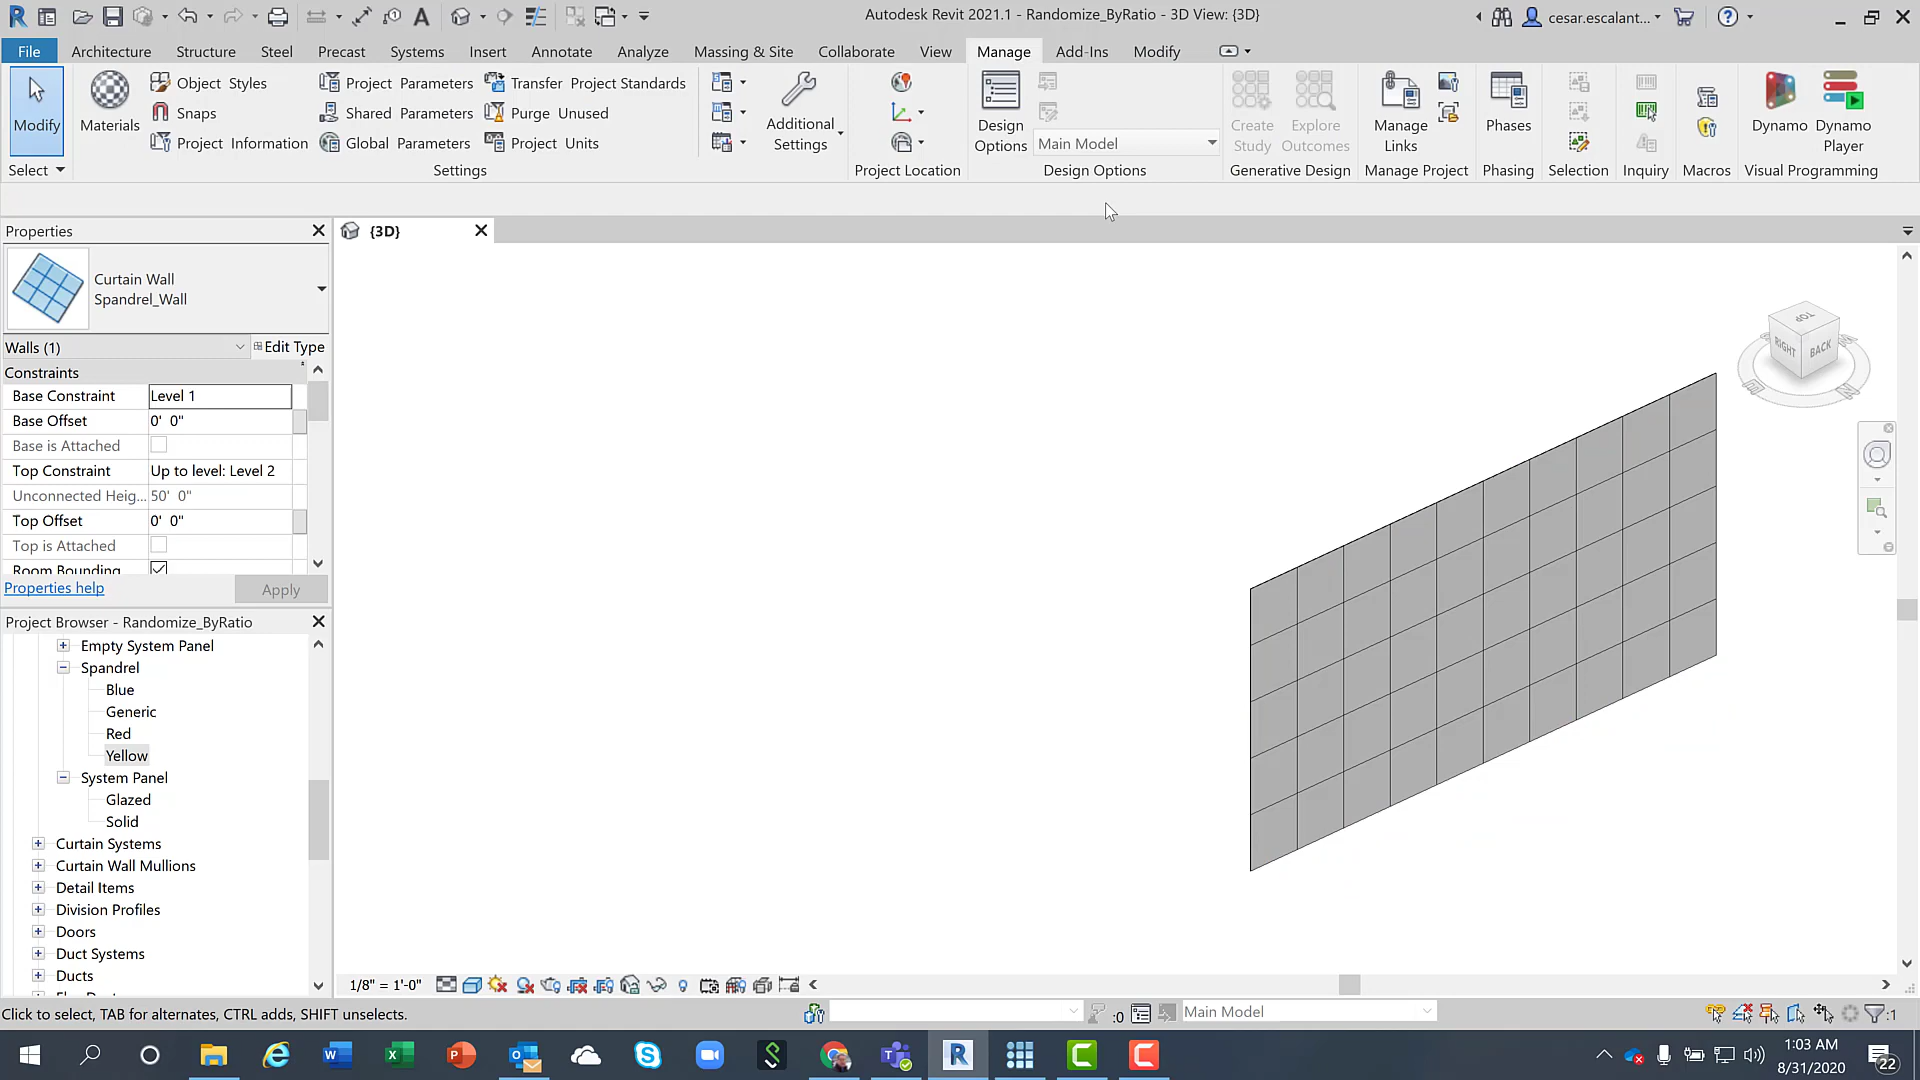 Autodesk Revit 2021.1 - Randomize_ByRatio - 3D View: {3D}
cesar.escalant...
File Architecture Structure Steel Precast Systems Insert Annotate Analyze Massing & Site Collaborate View Manage Add-Ins Modify
Modify
Materials
Object Styles
Snaps
Project Information
Project Parameters
Shared Parameters
Global Parameters
Transfer Project Standards
Purge Unused
Project Units
Additional Settings
Design Options
Main Model
Create Study
Explore Outcomes
Manage Links
Phases
Dynamo
Dynamo Player
Select
Settings
Project Location
Design Options
Generative Design
Manage Project
Phasing
Selection
Inquiry
Macros
Visual Programming
Properties
{3D}
Curtain Wall
Spandrel_Wall
Walls (1)
Edit Type
Constraints
Base Constraint Level 1
Base Offset 0' 0"
Base is Attached
Top Constraint Up to level: Level 2
Unconnected Heig... 50' 0"
Top Offset 0' 0"
Top is Attached
Room Bounding
Properties help
Apply
TOP
RIGHT
BACK
Project Browser - Randomize_ByRatio
Empty System Panel
Spandrel
Blue
Generic
Red
Yellow
System Panel
Glazed
Solid
Curtain Systems
Curtain Wall Mullions
Detail Items
Division Profiles
Doors
Duct Systems
Ducts
1/8" = 1'-0"
Click to select, TAB for alternates, CTRL adds, SHIFT unselects.
:0
Main Model
:1
1:03 AM
8/31/2020
22